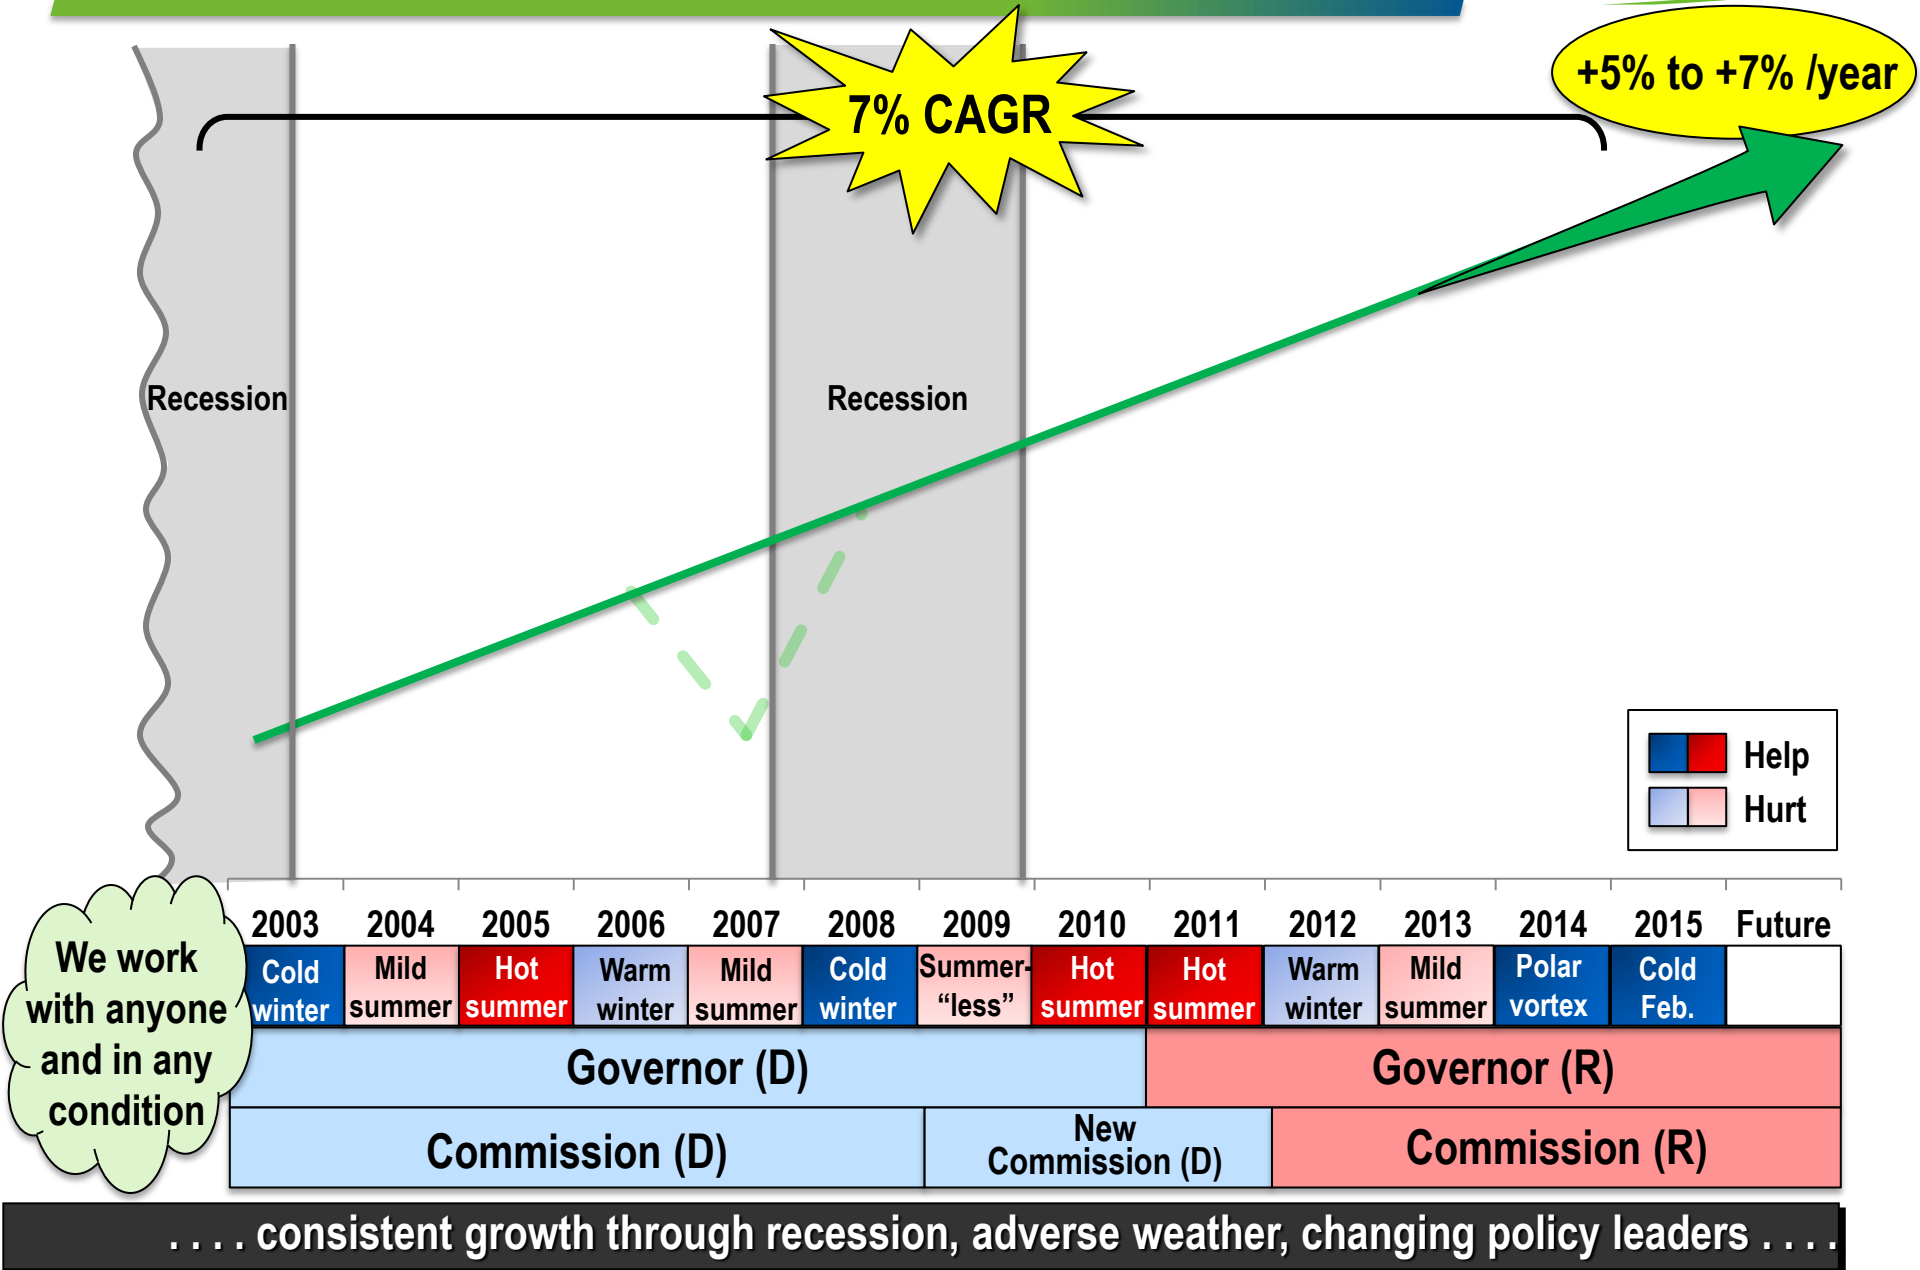 7% CAGR
+5% to +7% /year
Recession
Recession
Help
Hurt
We work
with anyone
and in any
condition
2003 2004 2005 2006 2007 2008 2009 2010 2011 2012 2013 2014 2015 Future
Cold
winter
Mild
summer
Hot
summer
Warm
winter
Mild
summer
Cold
winter
Summer-
“less”
Hot
summer
Hot
summer
Warm
winter
Mild
summer
Polar
vortex
Cold
Feb.
Governor (D)
Governor (R)
Commission (D)
New
Commission (D)
Commission (R)
. . . . consistent growth through recession, adverse weather, changing policy leaders . . . .